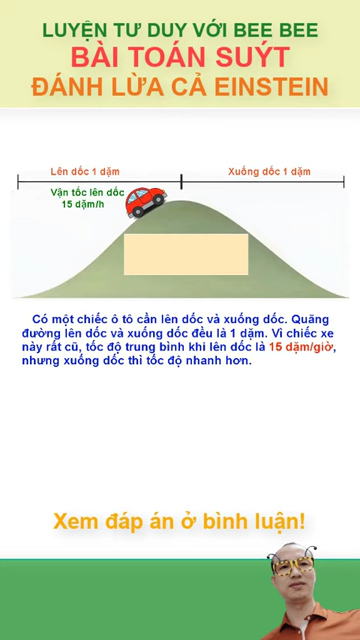 LUYỆN TƯ DUY VỚI BEE BEE
BÀI TOÁN SUÝT
ĐÁNH LỪA CẢ EINSTEIN
Lên dốc 1 dặm
Xuống dốc 1 dặm
Vận tốc lên dốc
15 dặm/h
Có một chiếc ô tô cần lên dốc và xuống dốc. Quãng
đường lên dốc và xuống dốc đều là 1 dặm. Vì chiếc xe
này rất cũ, tốc độ trung bình khi lên dốc là 15 dặm/giờ,
nhưng xuống dốc thì tốc độ nhanh hơn.
Xem đáp án ở bình luận!